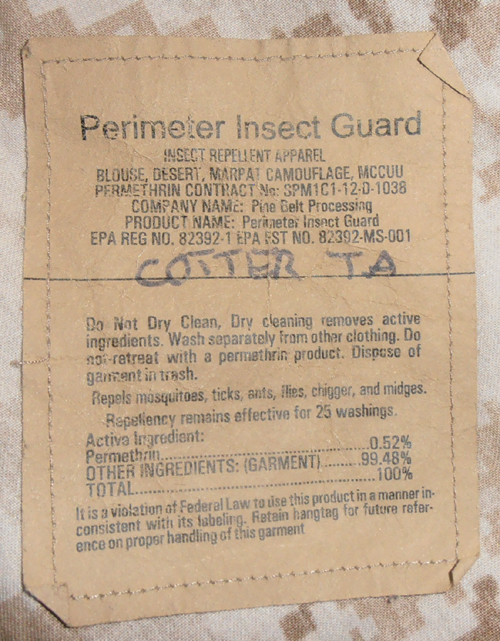 Perimeter Insect Guard
INSECT REPELLENT APPAREL
BLOUSE, DESERT, MARPAT CAMOUFLAGE, MCCUU
PERMETHRIN CONTRACT No: SPM1C1-12-D-1036
COMPANY NAME: Pine Belt Processing
PRODUCT NAME: Perimeter Insect Guard
EPA REG NO. 82392-1 EPA EST NO. 82392-MS-001
COTTER TA
Do Not Dry Clean, Dry cleaning removes active
ingredients. Wash separately from other clothing. Do
not retreat with a permethrin product. Dispose of
garment in trash.
Repels mosquitoes, ticks, ants, flies, chigger, and midges.
Repellency remains effective for 25 washings.
Active Ingredient:
Permethrin..........................................0.52%
OTHER INGREDIENTS: (GARMENT)........99.48%
TOTAL................................................100%
It is a violation of Federal Law to use this product in a manner in-
consistent with its labeling. Retain hangtag for future refer-
ence on proper handling of this garment